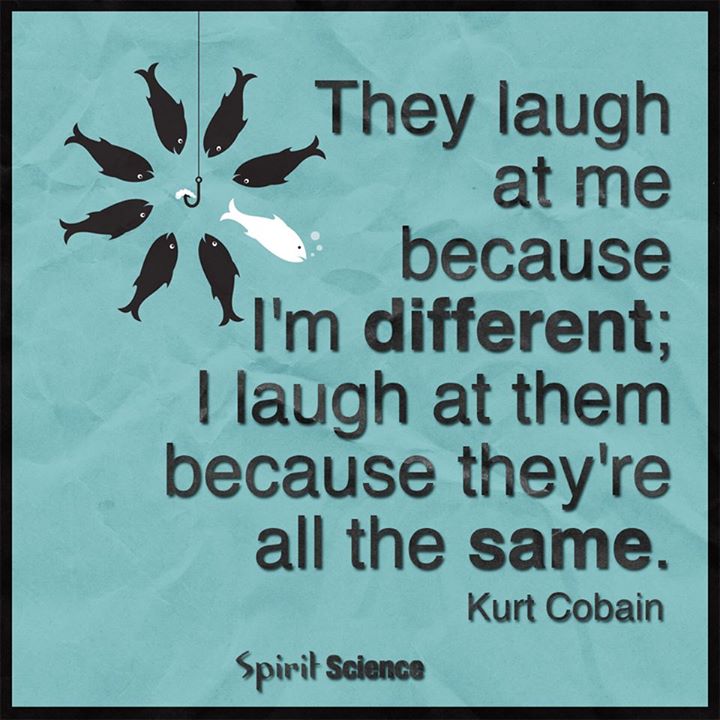 They laugh
at me
because
I'm different;
I laugh at them
because they're
all the same.
Kurt Cobain
Spirit Science